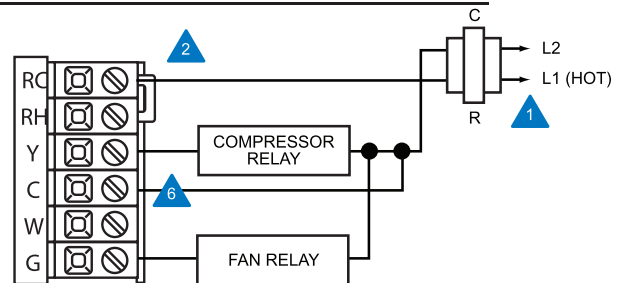 C
L2
2
RC
L1 (HOT)
RH
R
1
Y
COMPRESSOR
RELAY
C
6
W
G
FAN RELAY